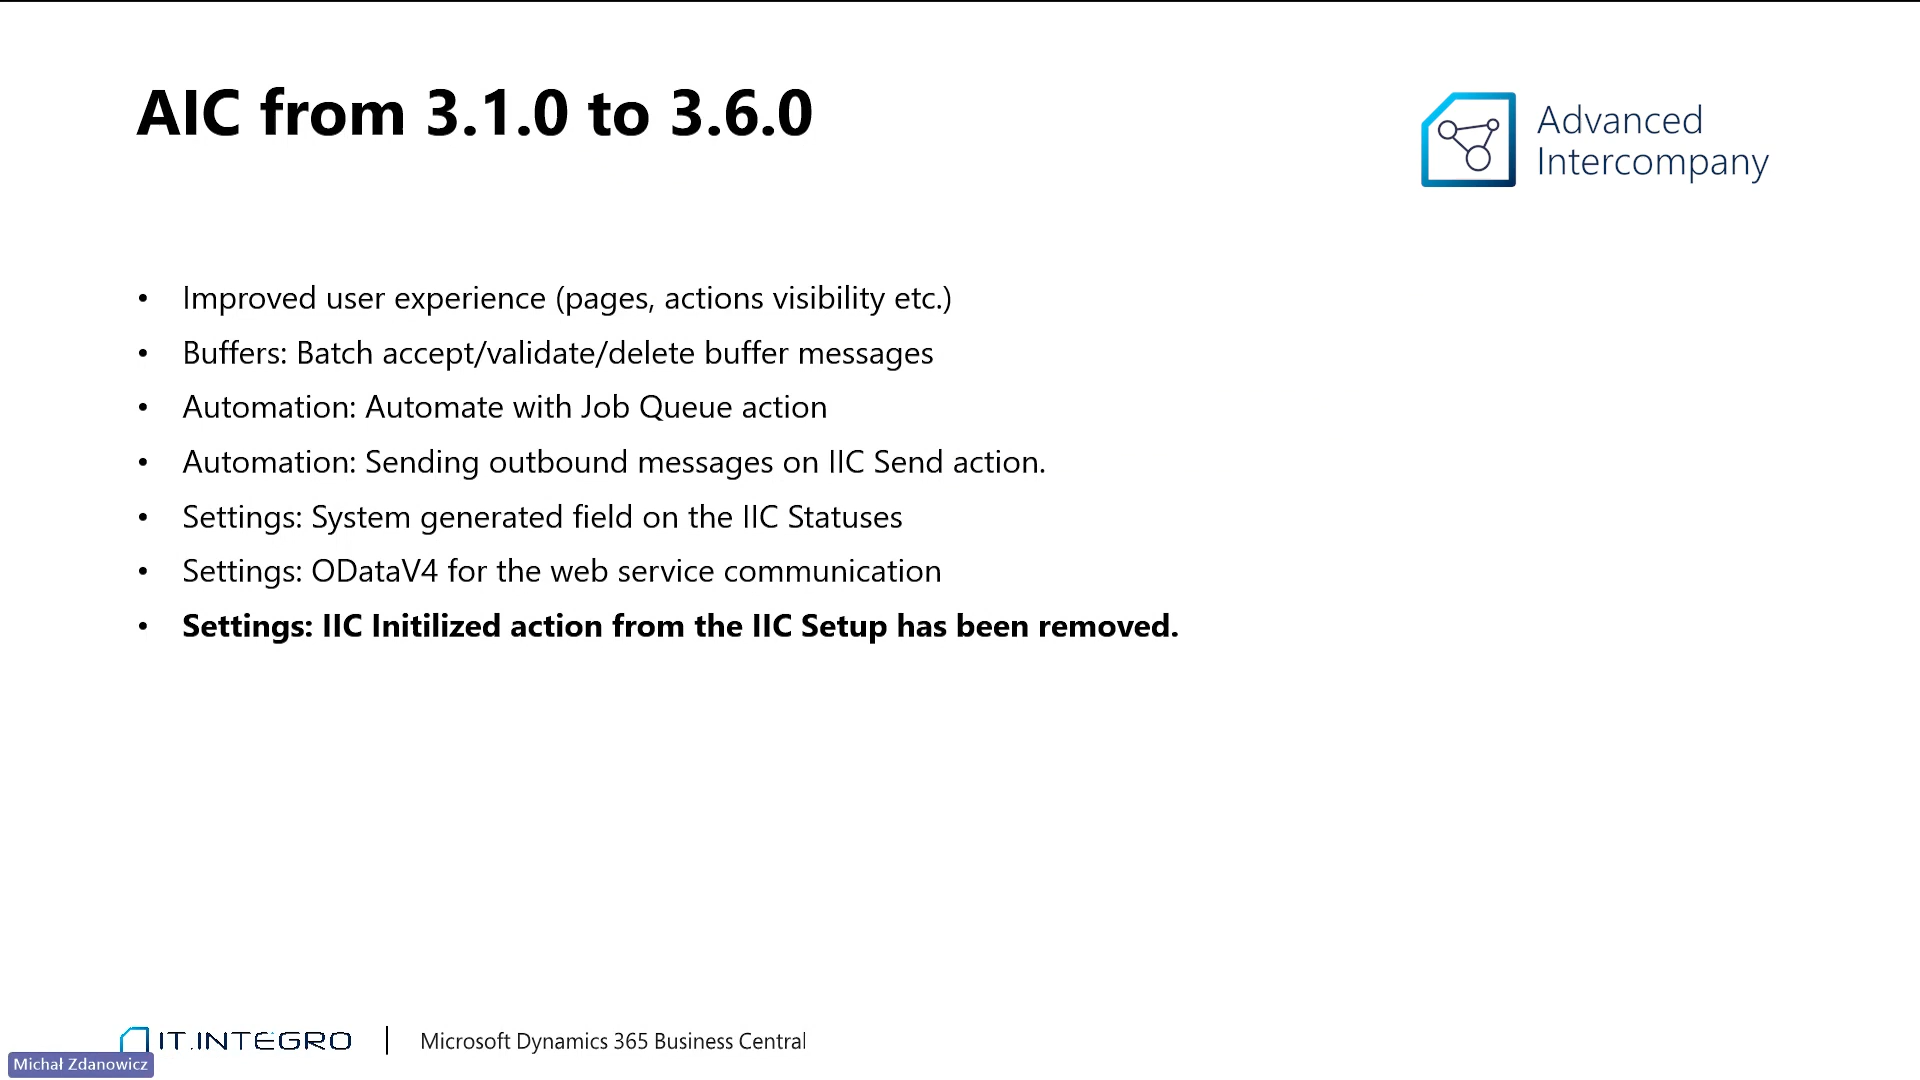 AIC from 3.1.0 to 3.6.0
Advanced
Intercompany
• Improved user experience (pages, actions visibility etc.)
• Buffers: Batch accept/validate/delete buffer messages
• Automation: Automate with Job Queue action
• Automation: Sending outbound messages on IIC Send action.
• Settings: System generated field on the IIC Statuses
• Settings: ODataV4 for the web service communication
• Settings: IIC Initilized action from the IIC Setup has been removed.
IT.INTEGRO | Microsoft Dynamics 365 Business Central
Michał Zdanowicz